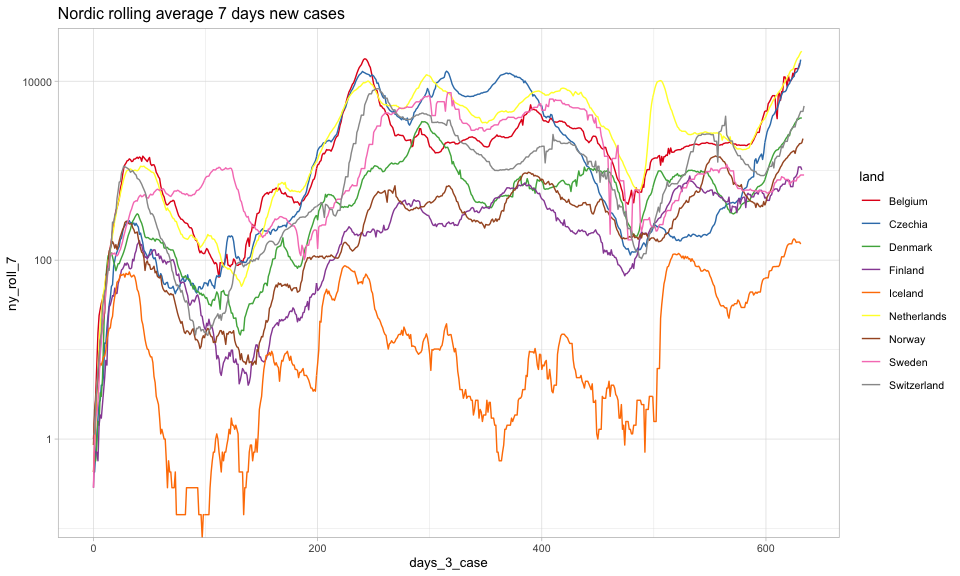 Nordic rolling average 7 days new cases
ny_roll_7
10000
100
1
0
200
400
600
days_3_case
land
Belgium
Czechia
Denmark
Finland
Iceland
Netherlands
Norway
Sweden
Switzerland